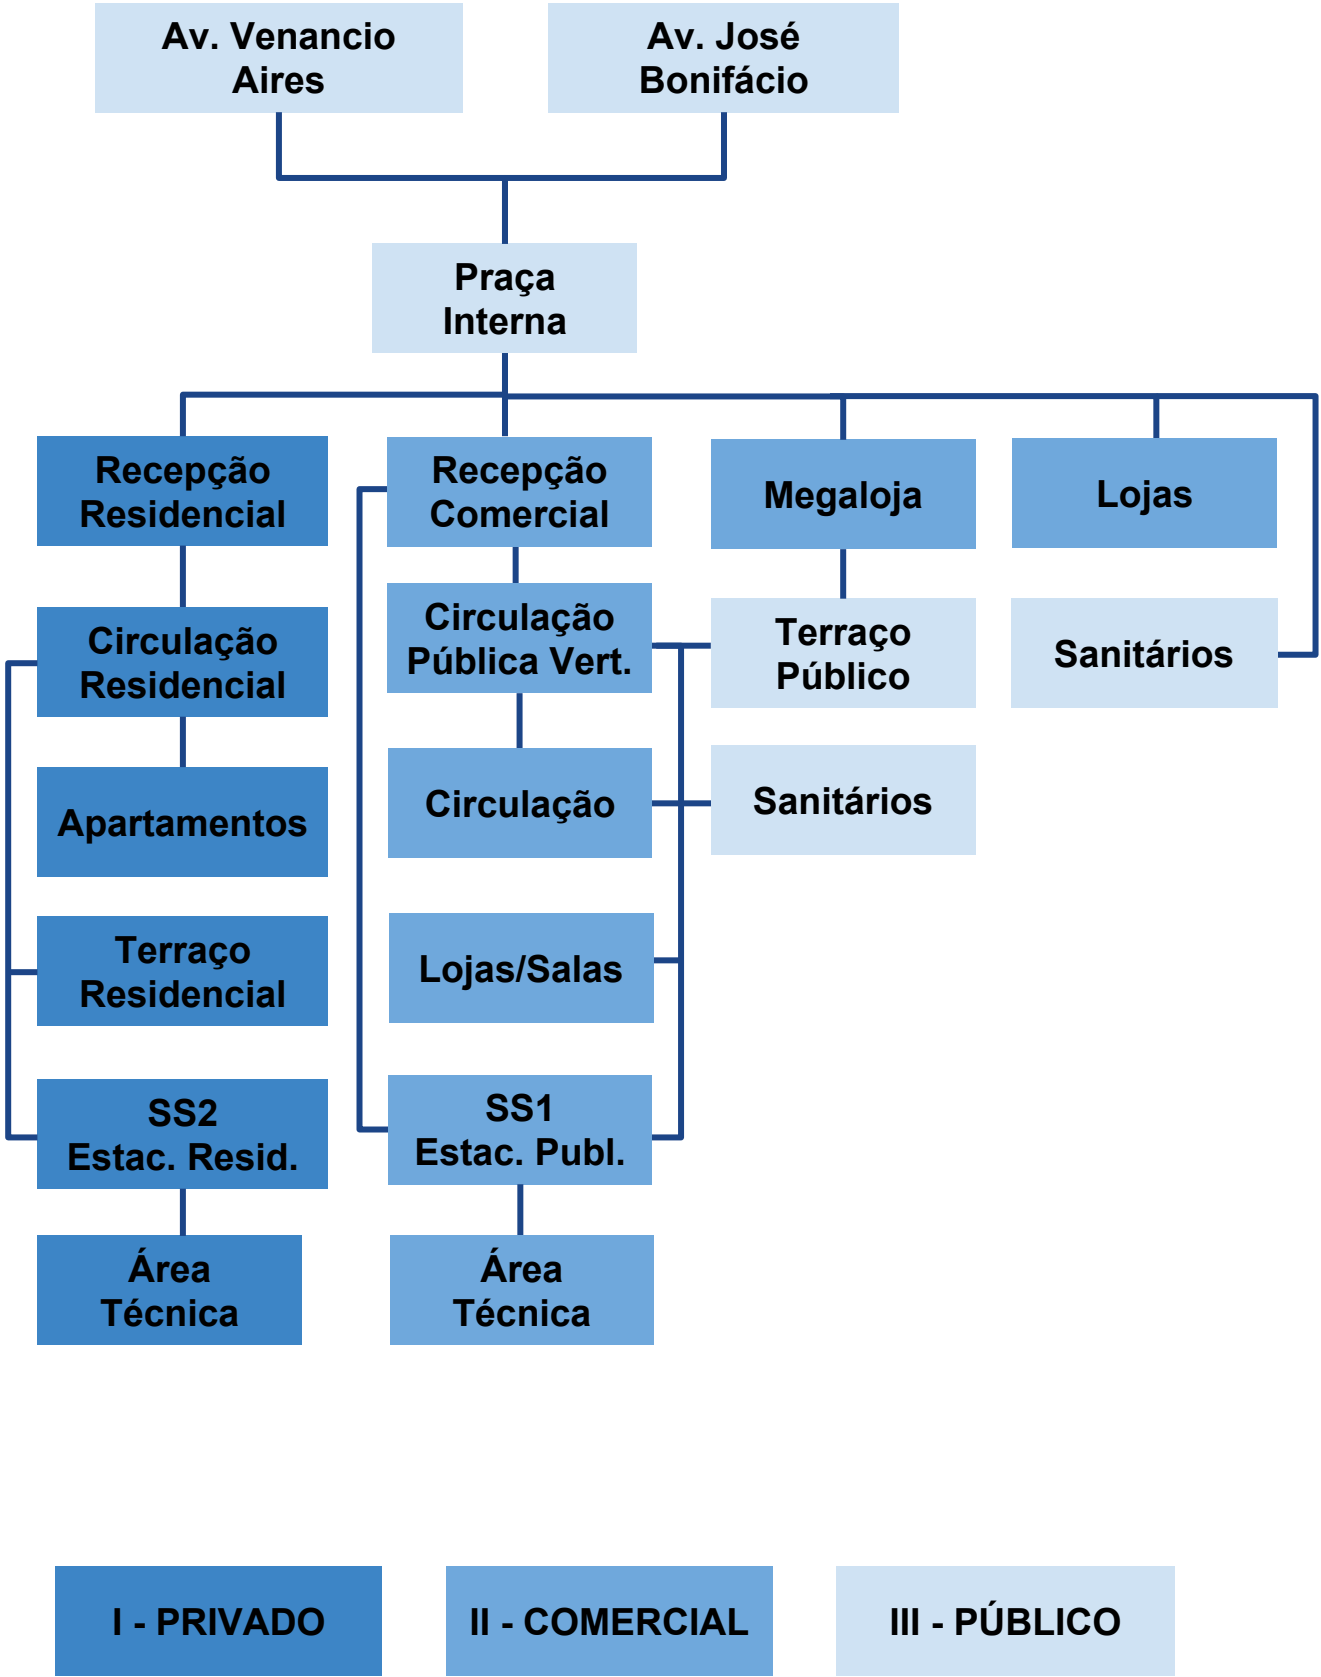 Av. Venancio
Aires
Av. José
Bonifácio
Praça
Interna
Recepção
Residencial
Recepção
Comercial
Megaloja
Lojas
Circulação
Residencial
Circulação
Pública Vert.
Terraço
Público
Sanitários
Apartamentos
Circulação
Sanitários
Terraço
Residencial
Lojas/Salas
SS2
Estac. Resid.
SS1
Estac. Publ.
Área
Técnica
Área
Técnica
I - PRIVADO
II - COMERCIAL
III - PÚBLICO